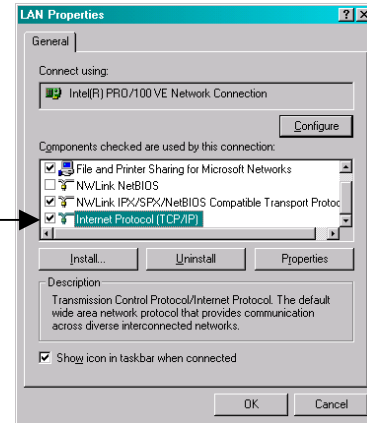 LAN Properties
General
Connect using:
Intel(R) PRO/100 VE Network Connection
Configure
Components checked are used by this connection:
File and Printer Sharing for Microsoft Networks
NWLink NetBIOS
NWLink IPX/SPX/NetBIOS Compatible Transport Protoc
Internet Protocol (TCP/IP)
Install... Uninstall Properties
Description
Transmission Control Protocol/Internet Protocol. The default
wide area network protocol that provides communication
across diverse interconnected networks.
Show icon in taskbar when connected
OK Cancel